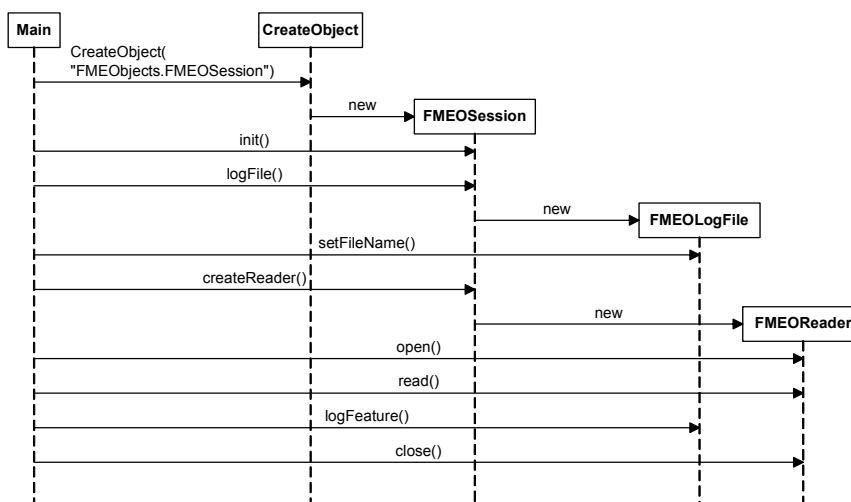 Main
CreateObject
CreateObject(
"FMEObjects.FMEOSession")
new
FMEOSession
init()
logFile()
new
FMEOLogFile
setFileName()
createReader()
new
FMEOReader
open()
read()
logFeature()
close()